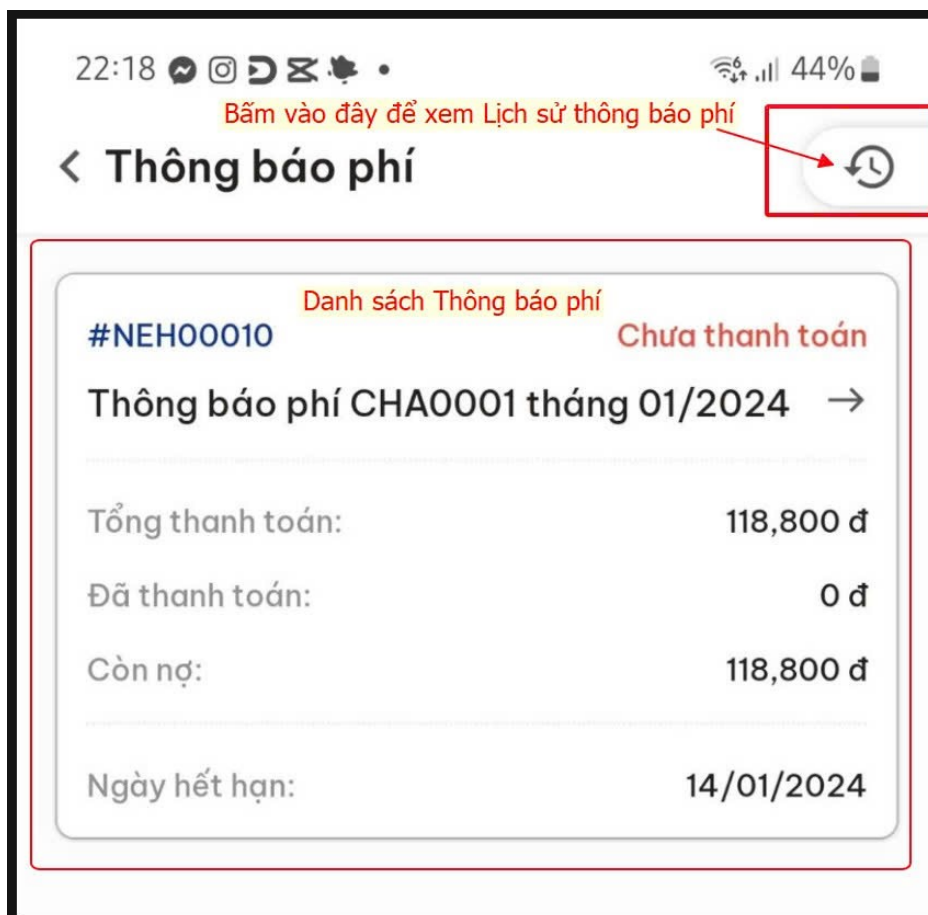 22:18
44%
Bấm vào đây để xem Lịch sử thông báo phí
Thông báo phí
Danh sách Thông báo phí
#NEH00010
Chưa thanh toán
Thông báo phí CHA0001 tháng 01/2024
Tổng thanh toán:
118,800 đ
Đã thanh toán:
0 đ
Còn nợ:
118,800 đ
Ngày hết hạn:
14/01/2024